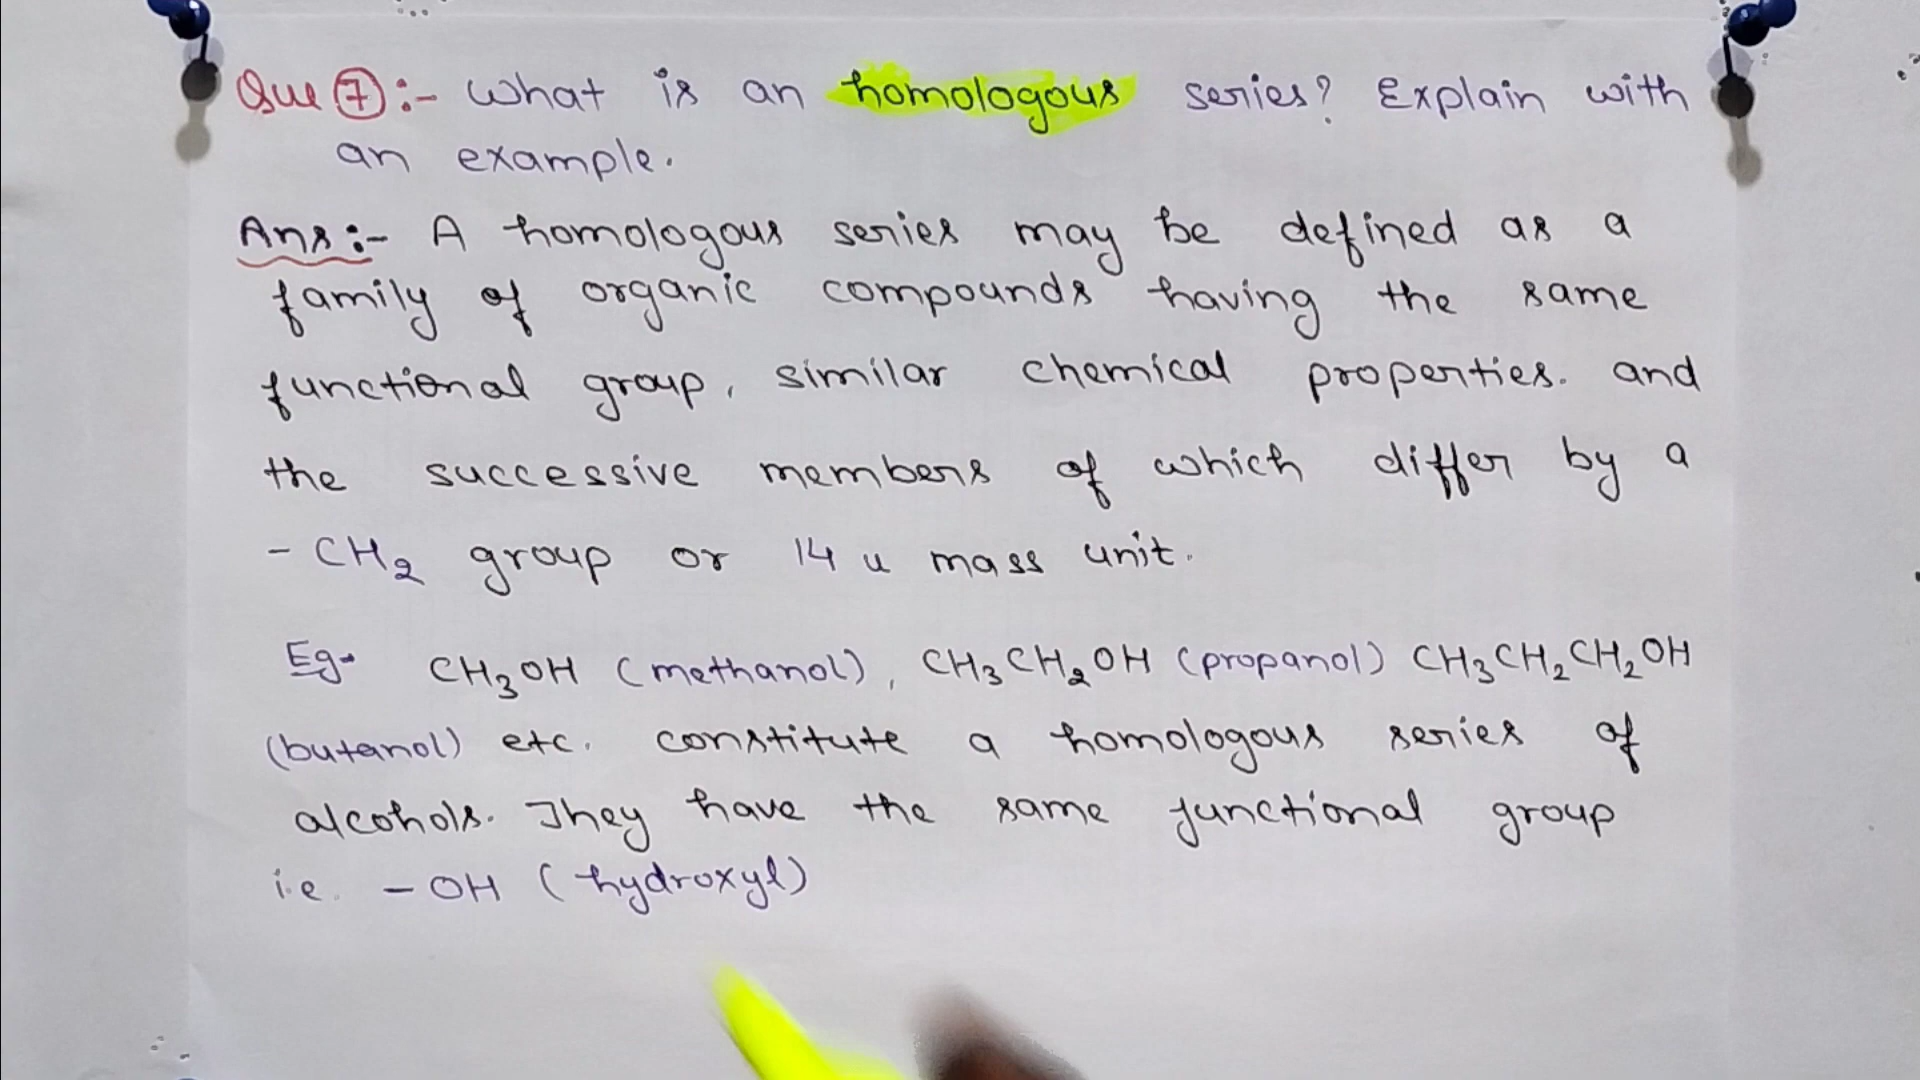 Que 7:- What is an homologous series? Explain with
an example.
Ans:- A homologous series may be defined as a
family of organic compounds having the same
functional group, similar chemical properties. and
the successive members of which differ by a
- CH₂ group or 14 u mass unit.
Eg- CH₃OH (methanol), CH₃CH₂OH (propanol) CH₃CH₂CH₂OH
(butanol) etc. constitute a homologous series of
alcohols. They have the same functional group
i.e. - OH (hydroxyl)